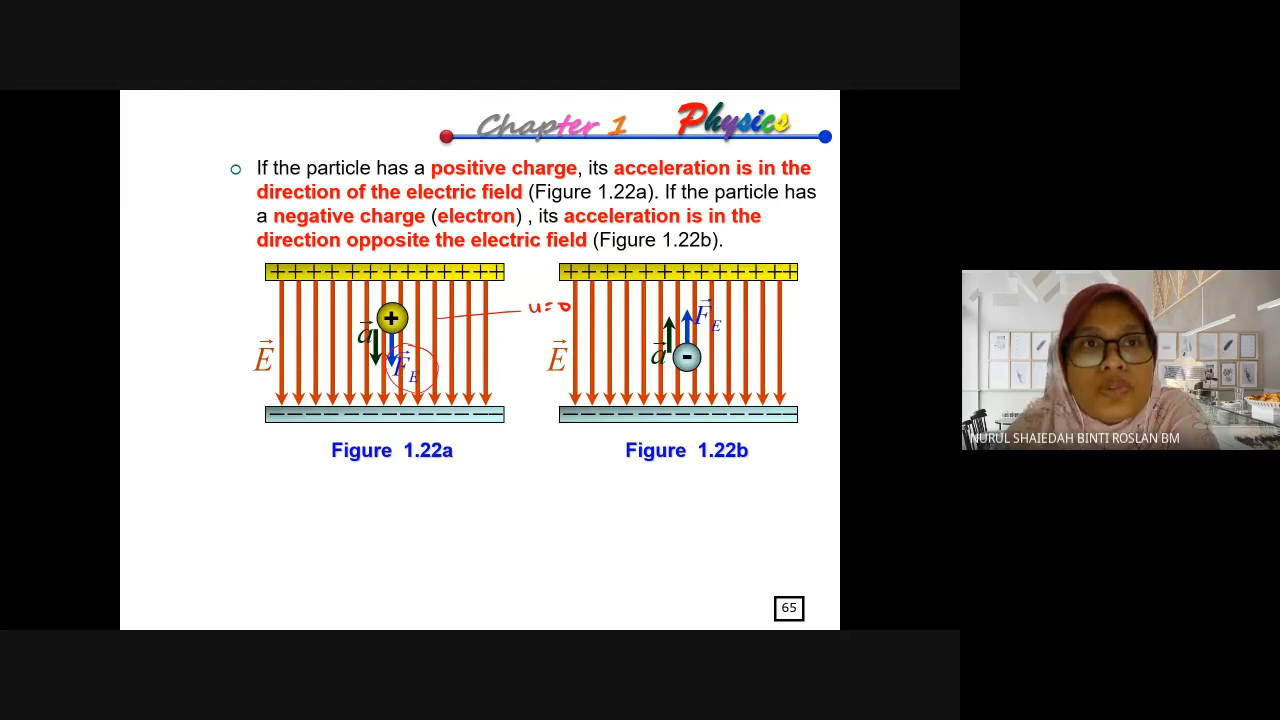 Chapter 1 Physics
If the particle has a positive charge, its acceleration is in the
direction of the electric field (Figure 1.22a). If the particle has
a negative charge (electron) , its acceleration is in the
direction opposite the electric field (Figure 1.22b).
+ + + + + + + + + + + + + +
+ + + + + + + + + + + + + +
+
a
F_E
E
u=0
F_E
a
-
E
Figure 1.22a
Figure 1.22b
65
NURUL SHAIEDAH BINTI ROSLAN BM